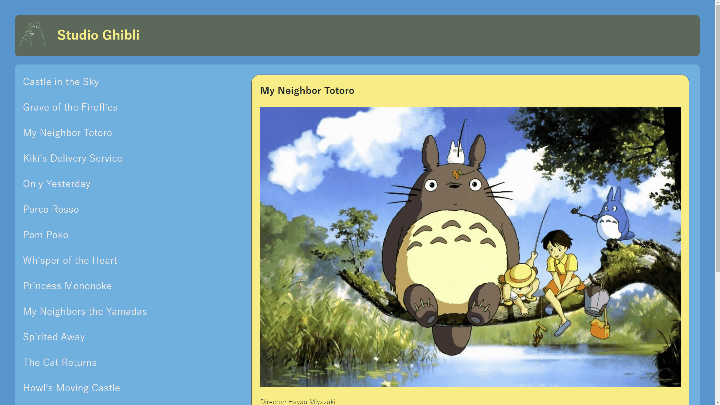 Studio Ghibli
Castle in the Sky
Grave of the Fireflies
My Neighbor Totoro
Kiki's Delivery Service
Only Yesterday
Porco Rosso
Pom Poko
Whisper of the Heart
Princess Mononoke
My Neighbors the Yamadas
Spirited Away
The Cat Returns
Howl's Moving Castle
My Neighbor Totoro
Director: Hayao Miyazaki